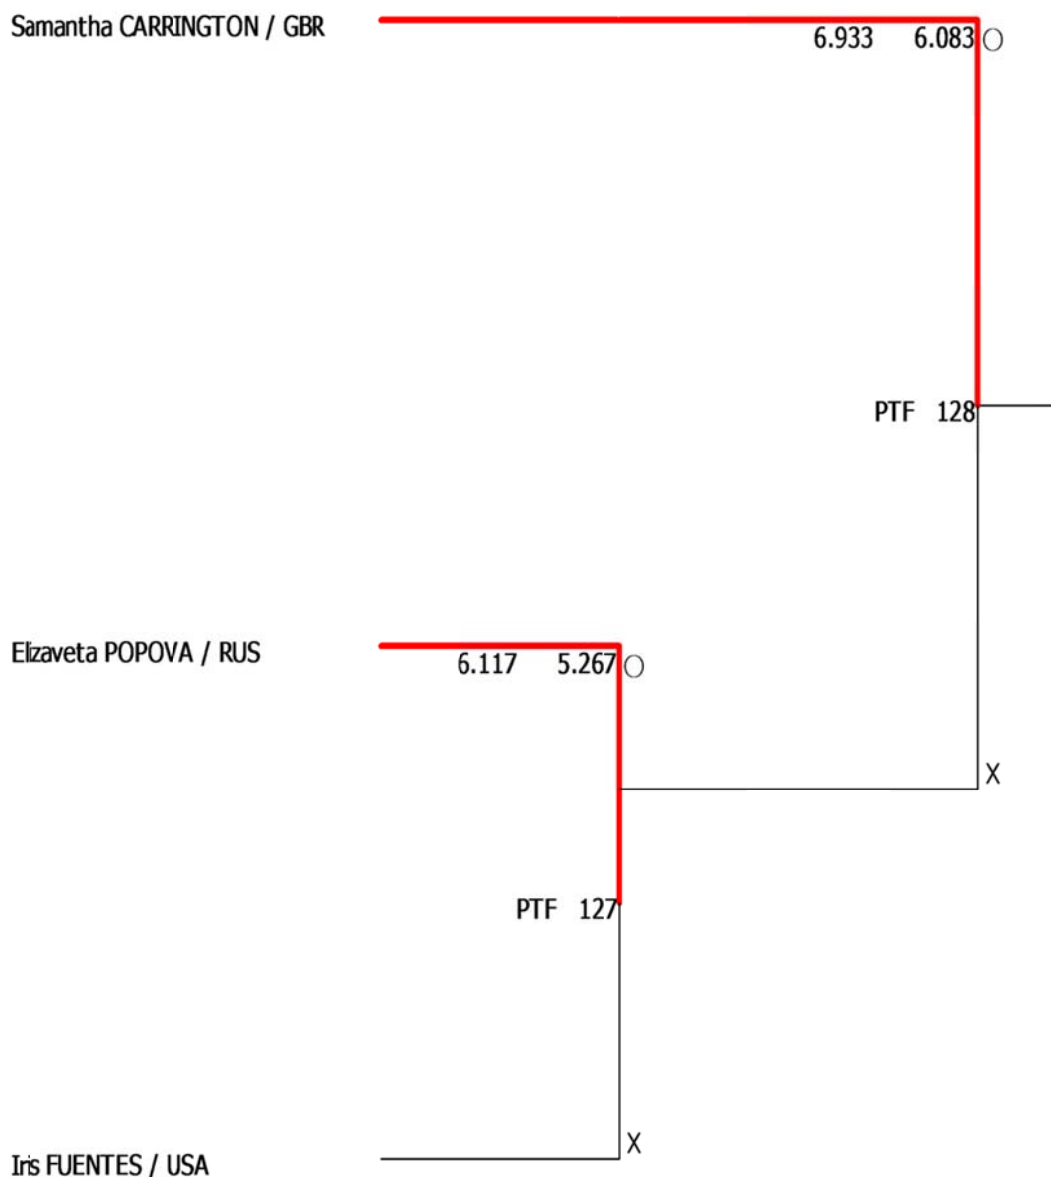 Samantha CARRINGTON / GBR
6.933 6.083 O
PTF 128
Elizaveta POPOVA / RUS
6.117 5.267 O
X
PTF 127
X
Iris FUENTES / USA